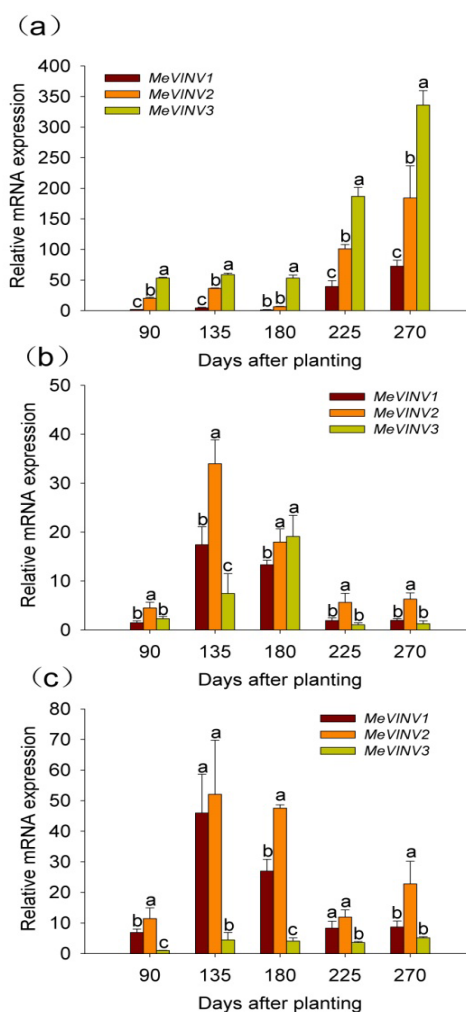 (a)
400
350
300
250
200
150
100
50
0
Relative mRNA expression
MeVINV1
MeVINV2
MeVINV3
c b a
c b a
c b a
c b a
c b a
90 135 180 225 270
Days after planting
(b)
50
40
30
20
10
0
Relative mRNA expression
MeVINV1
MeVINV2
MeVINV3
b a b
b a c
b a a
b a b
b a b
90 135 180 225 270
Days after planting
(c)
80
70
60
50
40
30
20
10
0
Relative mRNA expression
MeVINV1
MeVINV2
MeVINV3
b a c
a a b
b a c
a a b
b a b
90 135 180 225 270
Days after planting